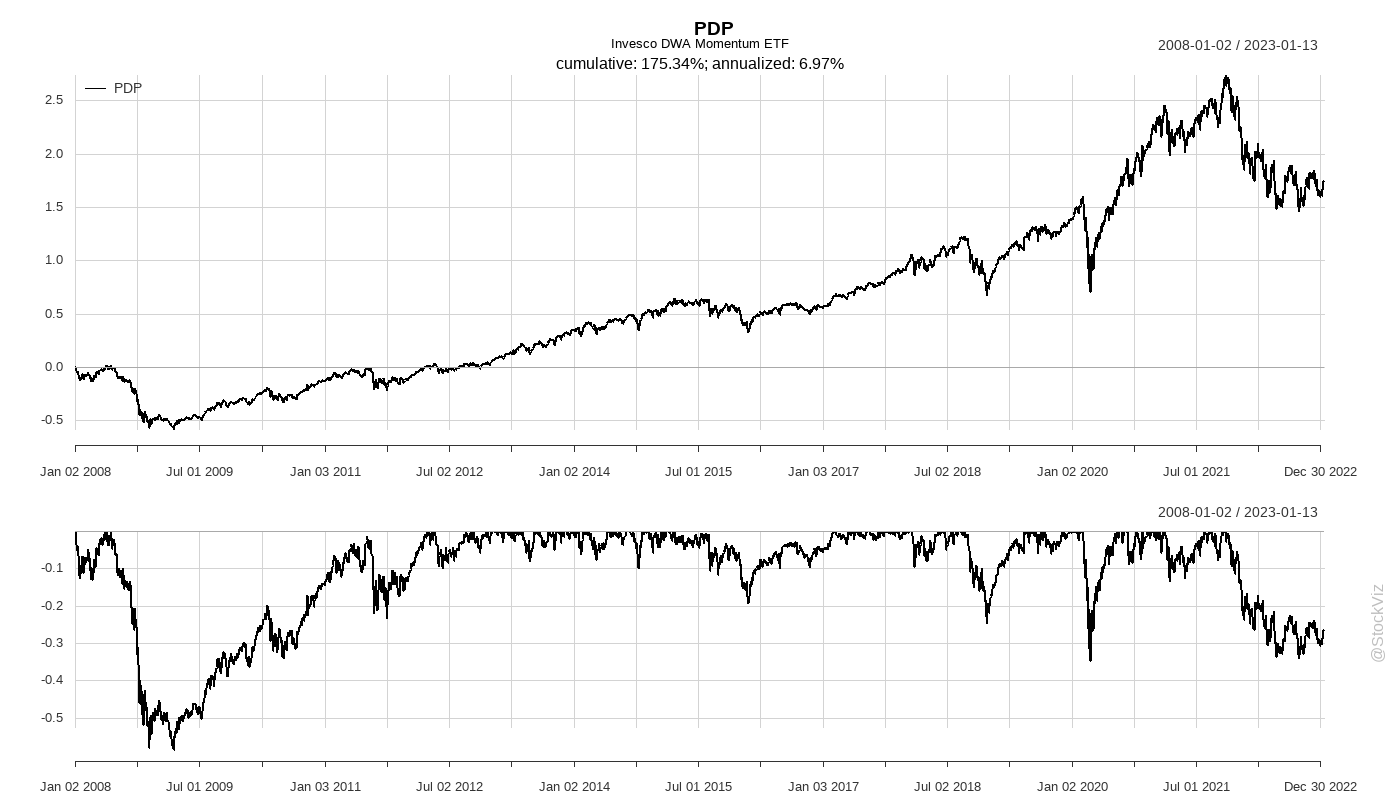 PDP
Invesco DWA Momentum ETF
cumulative: 175.34%; annualized: 6.97%
2008-01-02 / 2023-01-13
PDP
2.5
2.0
1.5
1.0
0.5
0.0
-0.5
Jan 02 2008 Jul 01 2009 Jan 03 2011 Jul 02 2012 Jan 02 2014 Jul 01 2015 Jan 03 2017 Jul 02 2018 Jan 02 2020 Jul 01 2021 Dec 30 2022
2008-01-02 / 2023-01-13
-0.1
-0.2
-0.3
-0.4
-0.5
Jan 02 2008 Jul 01 2009 Jan 03 2011 Jul 02 2012 Jan 02 2014 Jul 01 2015 Jan 03 2017 Jul 02 2018 Jan 02 2020 Jul 01 2021 Dec 30 2022
@StockViz